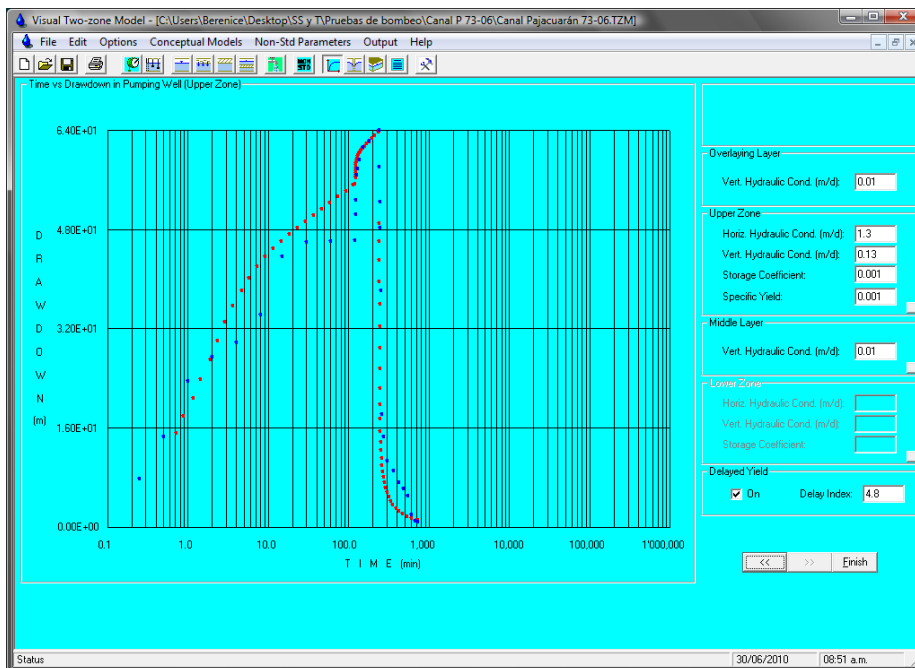 Visual Two-zone Model - [C:\Users\Berenice\Desktop\SS y T\Pruebas de bombeo\Canal P 73-06\Canal Pajacuarán 73-06.TZM]
File Edit Options Conceptual Models Non-Std Parameters Output Help
NON STD
Time vs Drawdown in Pumping Well (Upper Zone)
6.40E+01
4.80E+01
3.20E+01
1.60E+01
0.00E+00
DRAWDOWN
(m)
0.1 1.0 10.0 100.0 1,000 10,000 100,000 1'000,000
T I M E (min)
Overlaying Layer
Vert. Hydraulic Cond. (m/d): 0.01
Upper Zone
Horiz. Hydraulic Cond. (m/d): 1.3
Vert. Hydraulic Cond. (m/d): 0.13
Storage Coefficient: 0.001
Specific Yield: 0.001
Middle Layer
Vert. Hydraulic Cond. (m/d): 0.01
Lower Zone
Horiz. Hydraulic Cond. (m/d):
Vert. Hydraulic Cond. (m/d):
Storage Coefficient:
Delayed Yield
On Delay Index: 4.8
<< >> Finish
Status 30/06/2010 08:51 a.m.